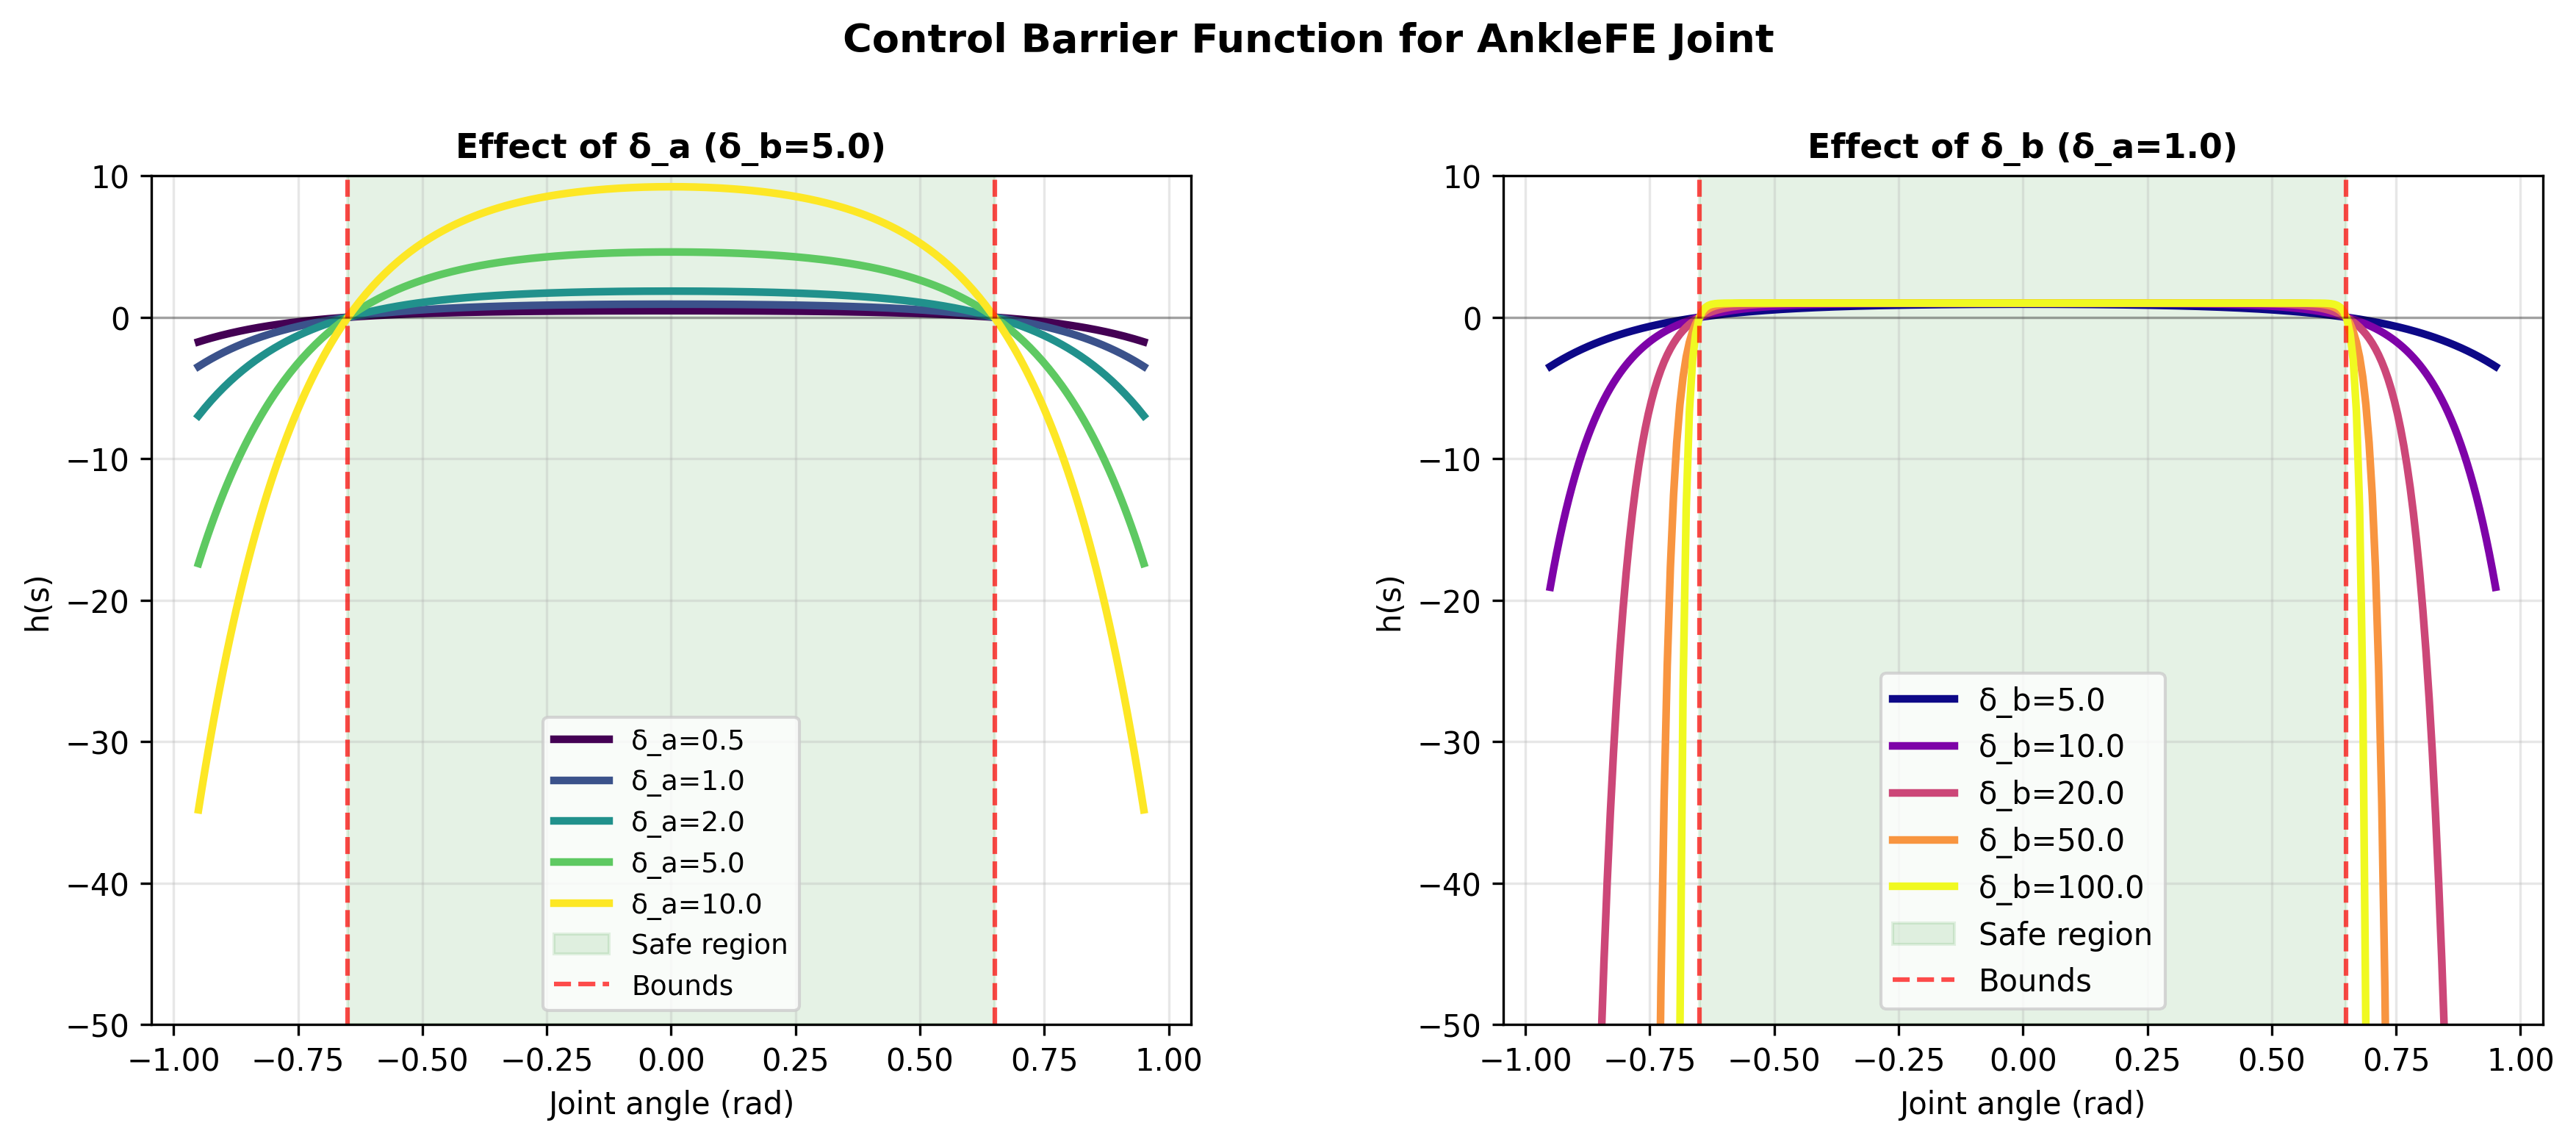 Control Barrier Function for AnkleFE Joint
Effect of δ_a (δ_b=5.0)
10
0
−10
−20
−30
−40
−50
h(s)
δ_a=0.5
δ_a=1.0
δ_a=2.0
δ_a=5.0
δ_a=10.0
Safe region
Bounds
−1.00 −0.75 −0.50 −0.25 0.00 0.25 0.50 0.75 1.00
Joint angle (rad)
Effect of δ_b (δ_a=1.0)
10
0
−10
−20
−30
−40
−50
h(s)
δ_b=5.0
δ_b=10.0
δ_b=20.0
δ_b=50.0
δ_b=100.0
Safe region
Bounds
−1.00 −0.75 −0.50 −0.25 0.00 0.25 0.50 0.75 1.00
Joint angle (rad)